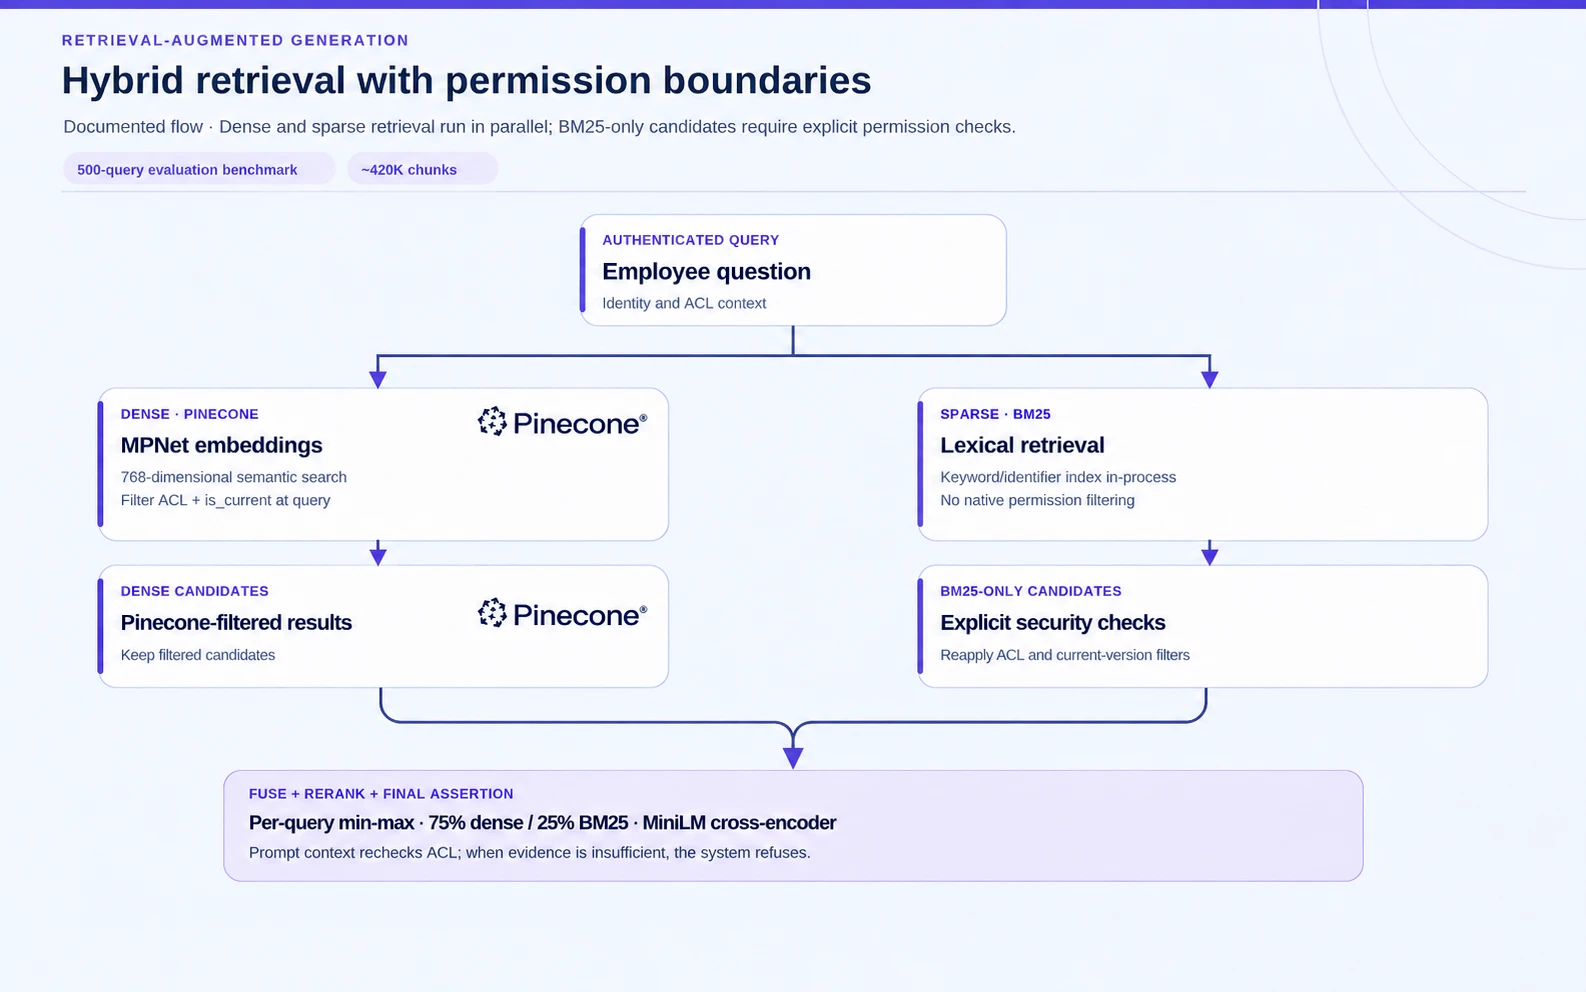 RETRIEVAL-AUGMENTED GENERATION
Hybrid retrieval with permission boundaries
Documented flow · Dense and sparse retrieval run in parallel; BM25-only candidates require explicit permission checks.
500-query evaluation benchmark
~420K chunks
AUTHENTICATED QUERY
Employee question
Identity and ACL context
DENSE · PINECONE
Pinecone®
MPNet embeddings
768-dimensional semantic search
Filter ACL + is_current at query
SPARSE · BM25
Lexical retrieval
Keyword/identifier index in-process
No native permission filtering
DENSE CANDIDATES
Pinecone®
Pinecone-filtered results
Keep filtered candidates
BM25-ONLY CANDIDATES
Explicit security checks
Reapply ACL and current-version filters
FUSE + RERANK + FINAL ASSERTION
Per-query min-max · 75% dense / 25% BM25 · MiniLM cross-encoder
Prompt context rechecks ACL; when evidence is insufficient, the system refuses.